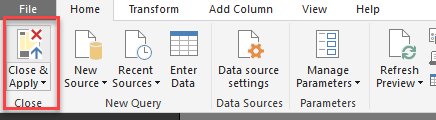 File Home Transform Add Column View Help
Close & Apply
New Source
Recent Sources
Enter Data
Data source settings
Manage Parameters
Refresh Preview
Close New Query Data Sources Parameters